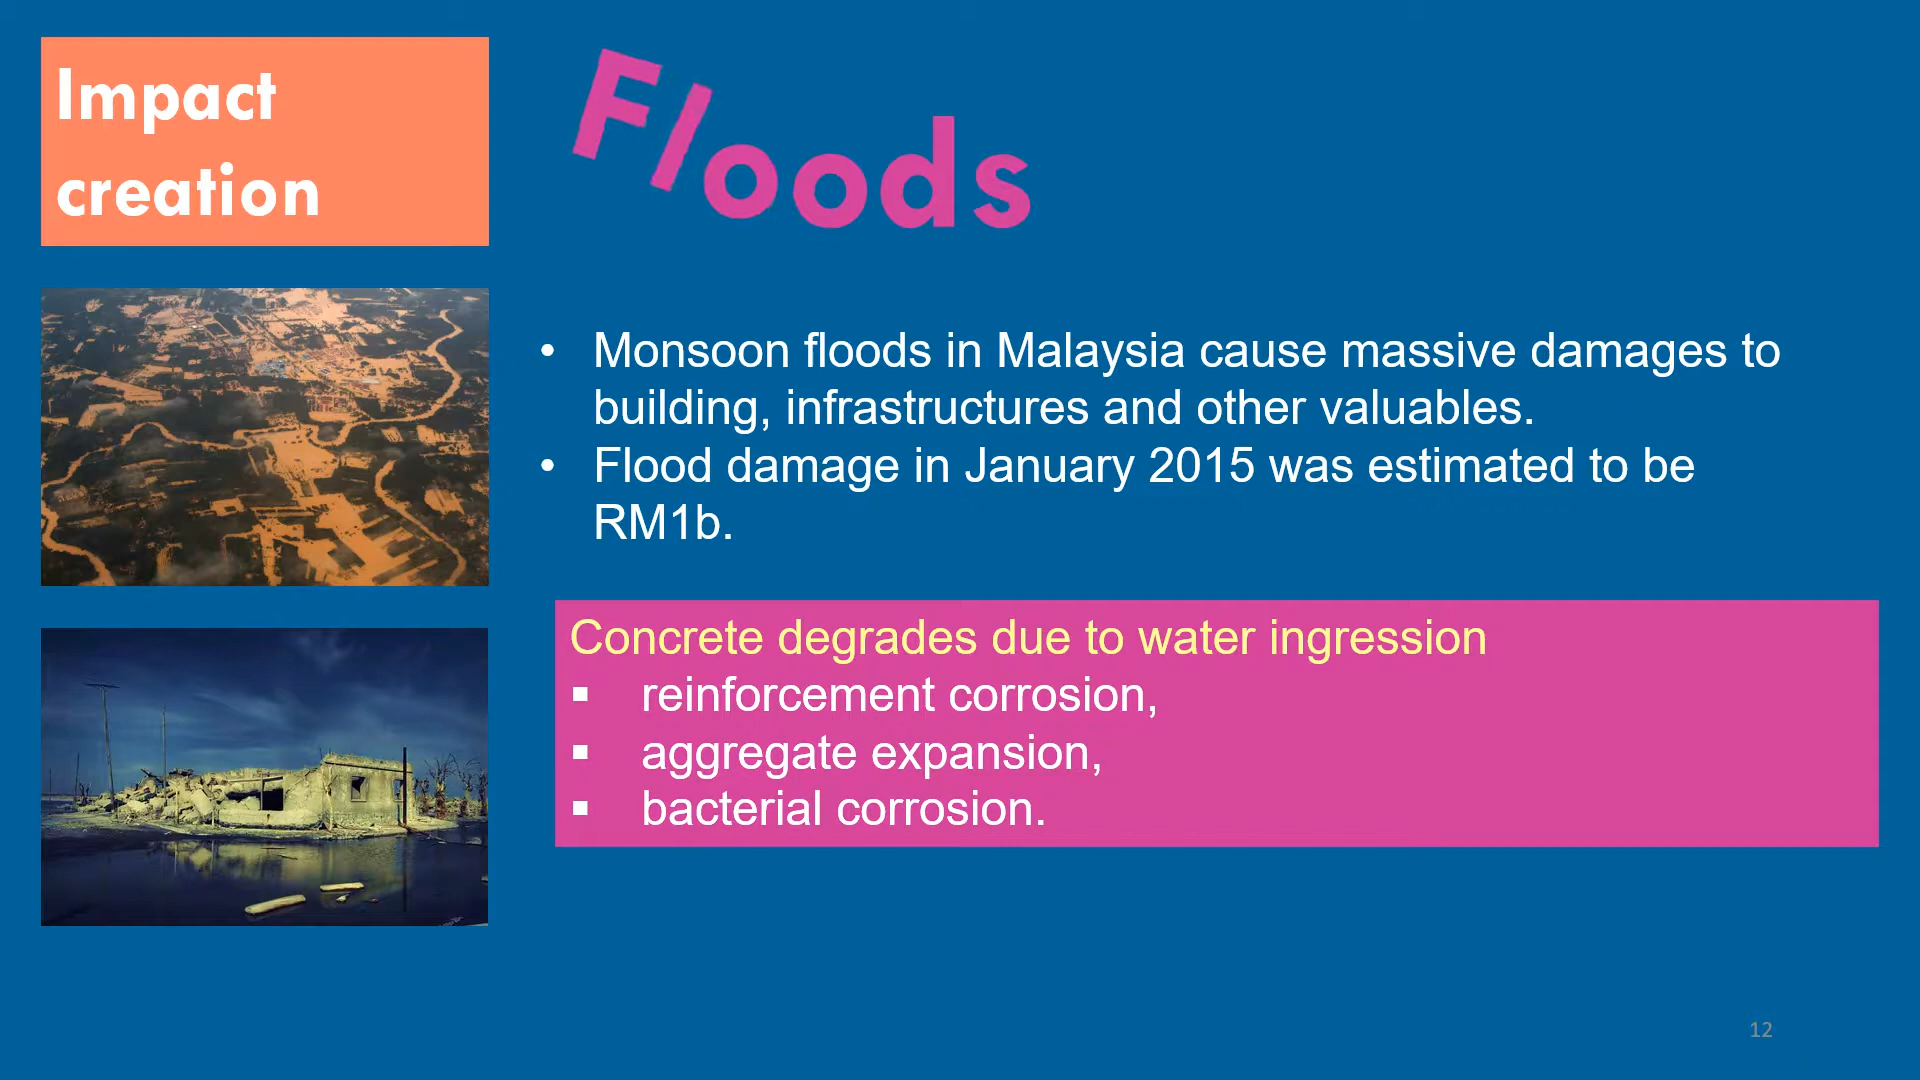 Impact
creation
Floods
• Monsoon floods in Malaysia cause massive damages to
building, infrastructures and other valuables.
• Flood damage in January 2015 was estimated to be
RM1b.
Concrete degrades due to water ingression
▪ reinforcement corrosion,
▪ aggregate expansion,
▪ bacterial corrosion.
12